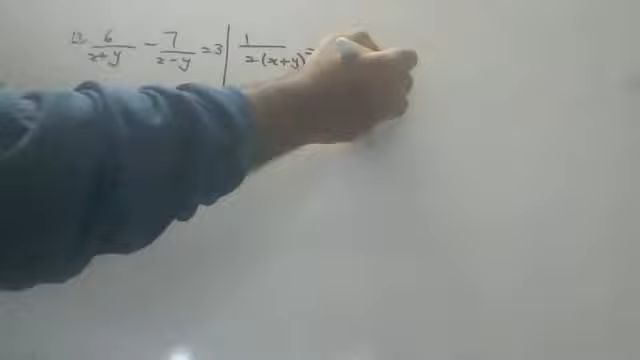 12. 6/(x+y) - 7/(x-y) = 3 | 1/2(x+y) =